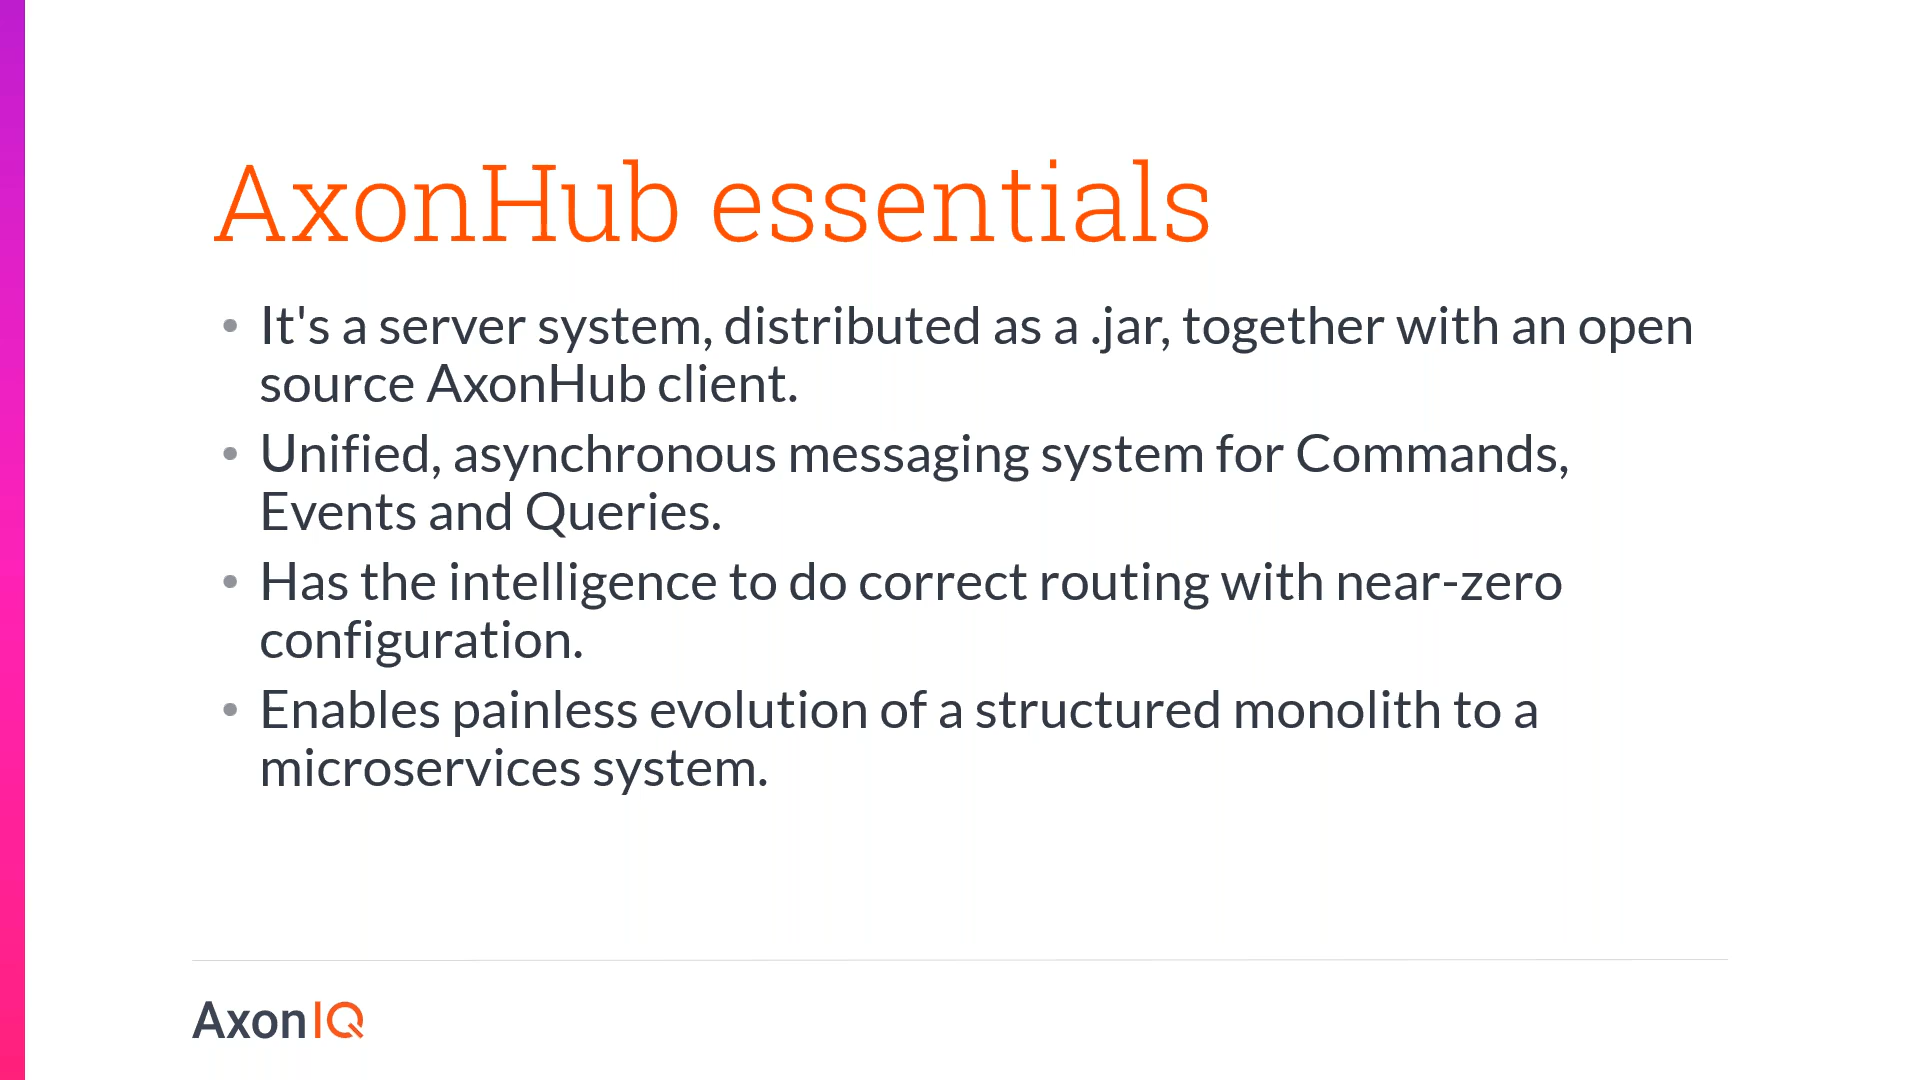 AxonHub essentials
• It's a server system, distributed as a .jar, together with an open
source AxonHub client.
• Unified, asynchronous messaging system for Commands,
Events and Queries.
• Has the intelligence to do correct routing with near-zero
configuration.
• Enables painless evolution of a structured monolith to a
microservices system.
AxonIQ